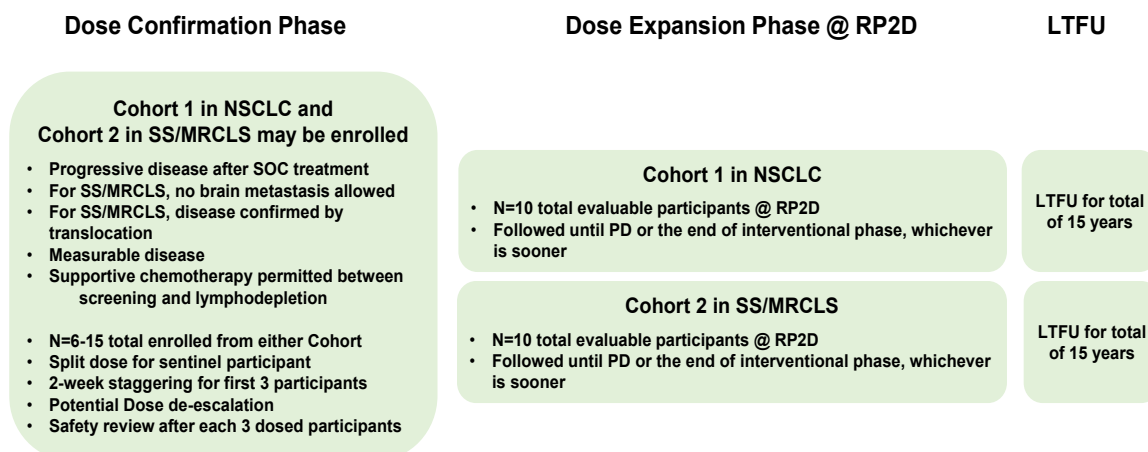 Dose Confirmation Phase
Dose Expansion Phase @ RP2D
LTFU
Cohort 1 in NSCLC and
Cohort 2 in SS/MRCLS may be enrolled
• Progressive disease after SOC treatment
• For SS/MRCLS, no brain metastasis allowed
• For SS/MRCLS, disease confirmed by
translocation
• Measurable disease
• Supportive chemotherapy permitted between
screening and lymphodepletion
• N=6-15 total enrolled from either Cohort
• Split dose for sentinel participant
• 2-week staggering for first 3 participants
• Potential Dose de-escalation
• Safety review after each 3 dosed participants
Cohort 1 in NSCLC
• N=10 total evaluable participants @ RP2D
• Followed until PD or the end of interventional phase, whichever
is sooner
LTFU for total
of 15 years
Cohort 2 in SS/MRCLS
• N=10 total evaluable participants @ RP2D
• Followed until PD or the end of interventional phase, whichever
is sooner
LTFU for total
of 15 years